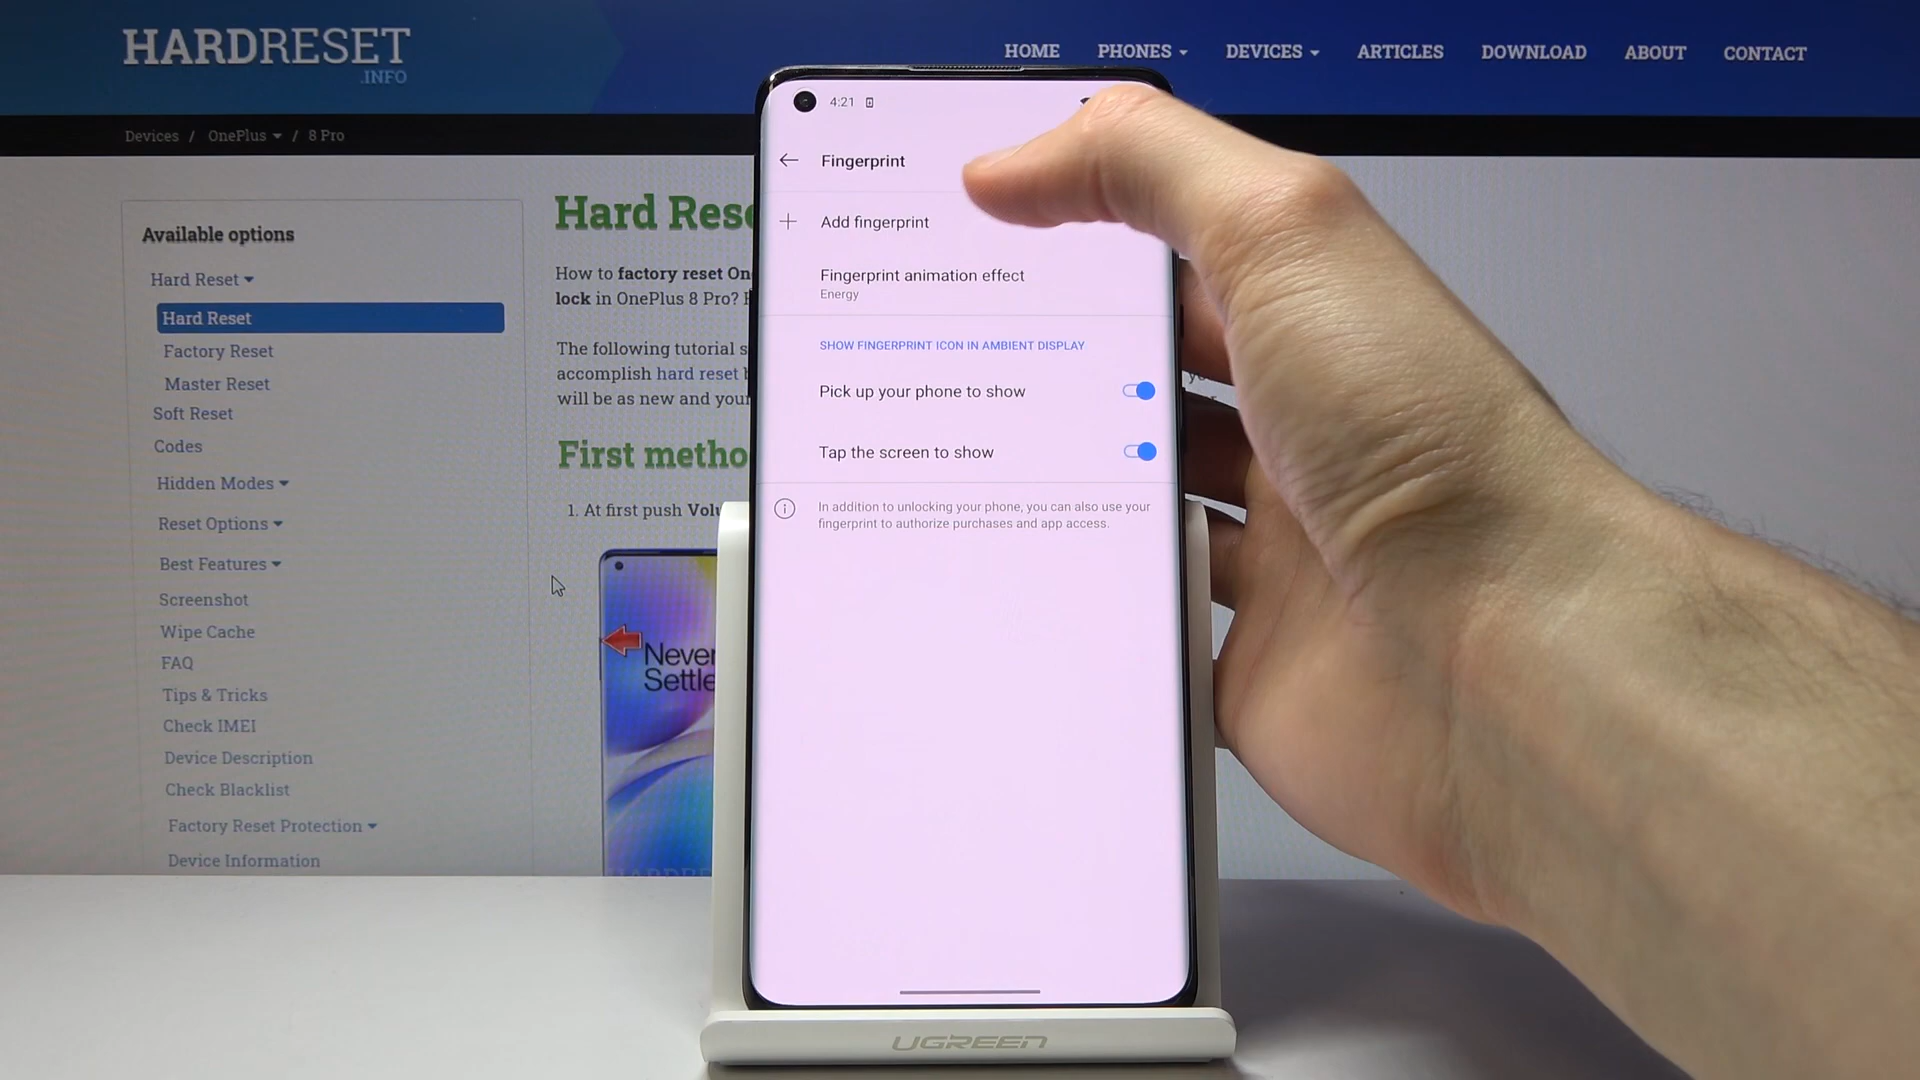 HARDRESET
.INFO
HOME PHONES DEVICES ARTICLES DOWNLOAD ABOUT CONTACT
Devices / OnePlus / 8 Pro
Available options
Hard Reset
Hard Reset
Factory Reset
Master Reset
Soft Reset
Codes
Hidden Modes
Reset Options
Best Features
Screenshot
Wipe Cache
FAQ
Tips & Tricks
Check IMEI
Device Description
Check Blacklist
Factory Reset Protection
Device Information
Hard Rese
How to factory reset On
lock in OnePlus 8 Pro?
The following tutorial s
accomplish hard reset
will be as new and your
First metho
1. At first push Volu
Never
Settle
4:21
Fingerprint
Add fingerprint
Fingerprint animation effect
Energy
SHOW FINGERPRINT ICON IN AMBIENT DISPLAY
Pick up your phone to show
Tap the screen to show
In addition to unlocking your phone, you can also use your
fingerprint to authorize purchases and app access.
UGREEN